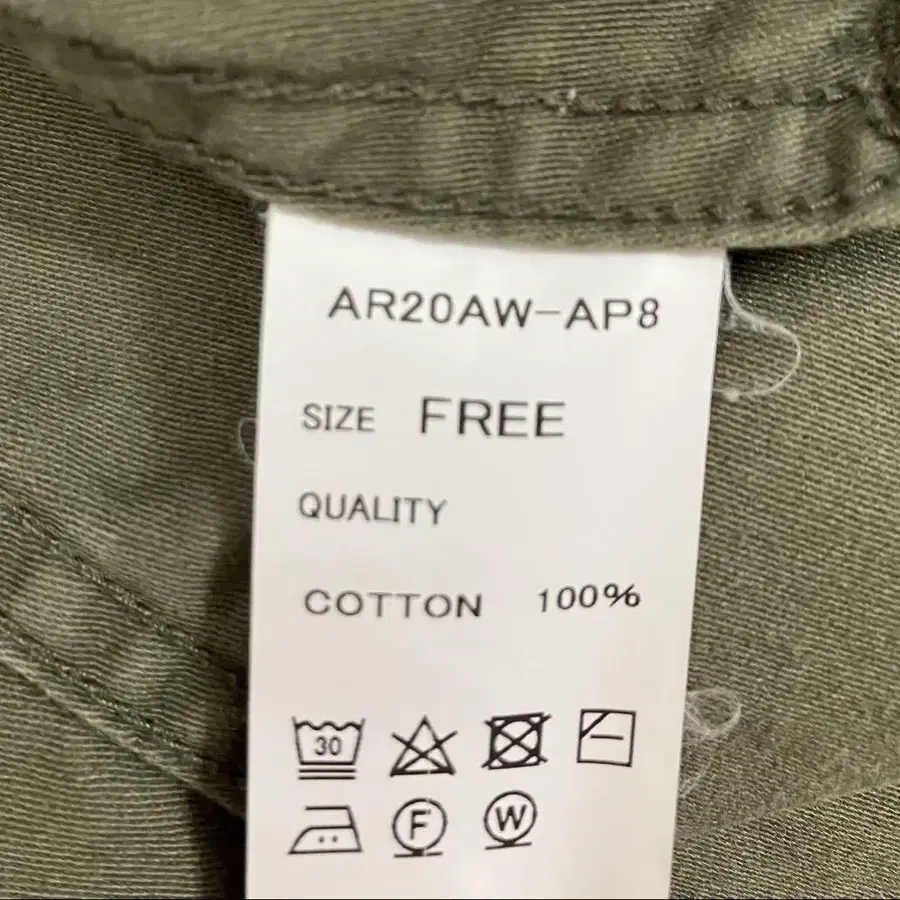 AR20AW-AP8
SIZE FREE
QUALITY
COTTON 100%
30
F W